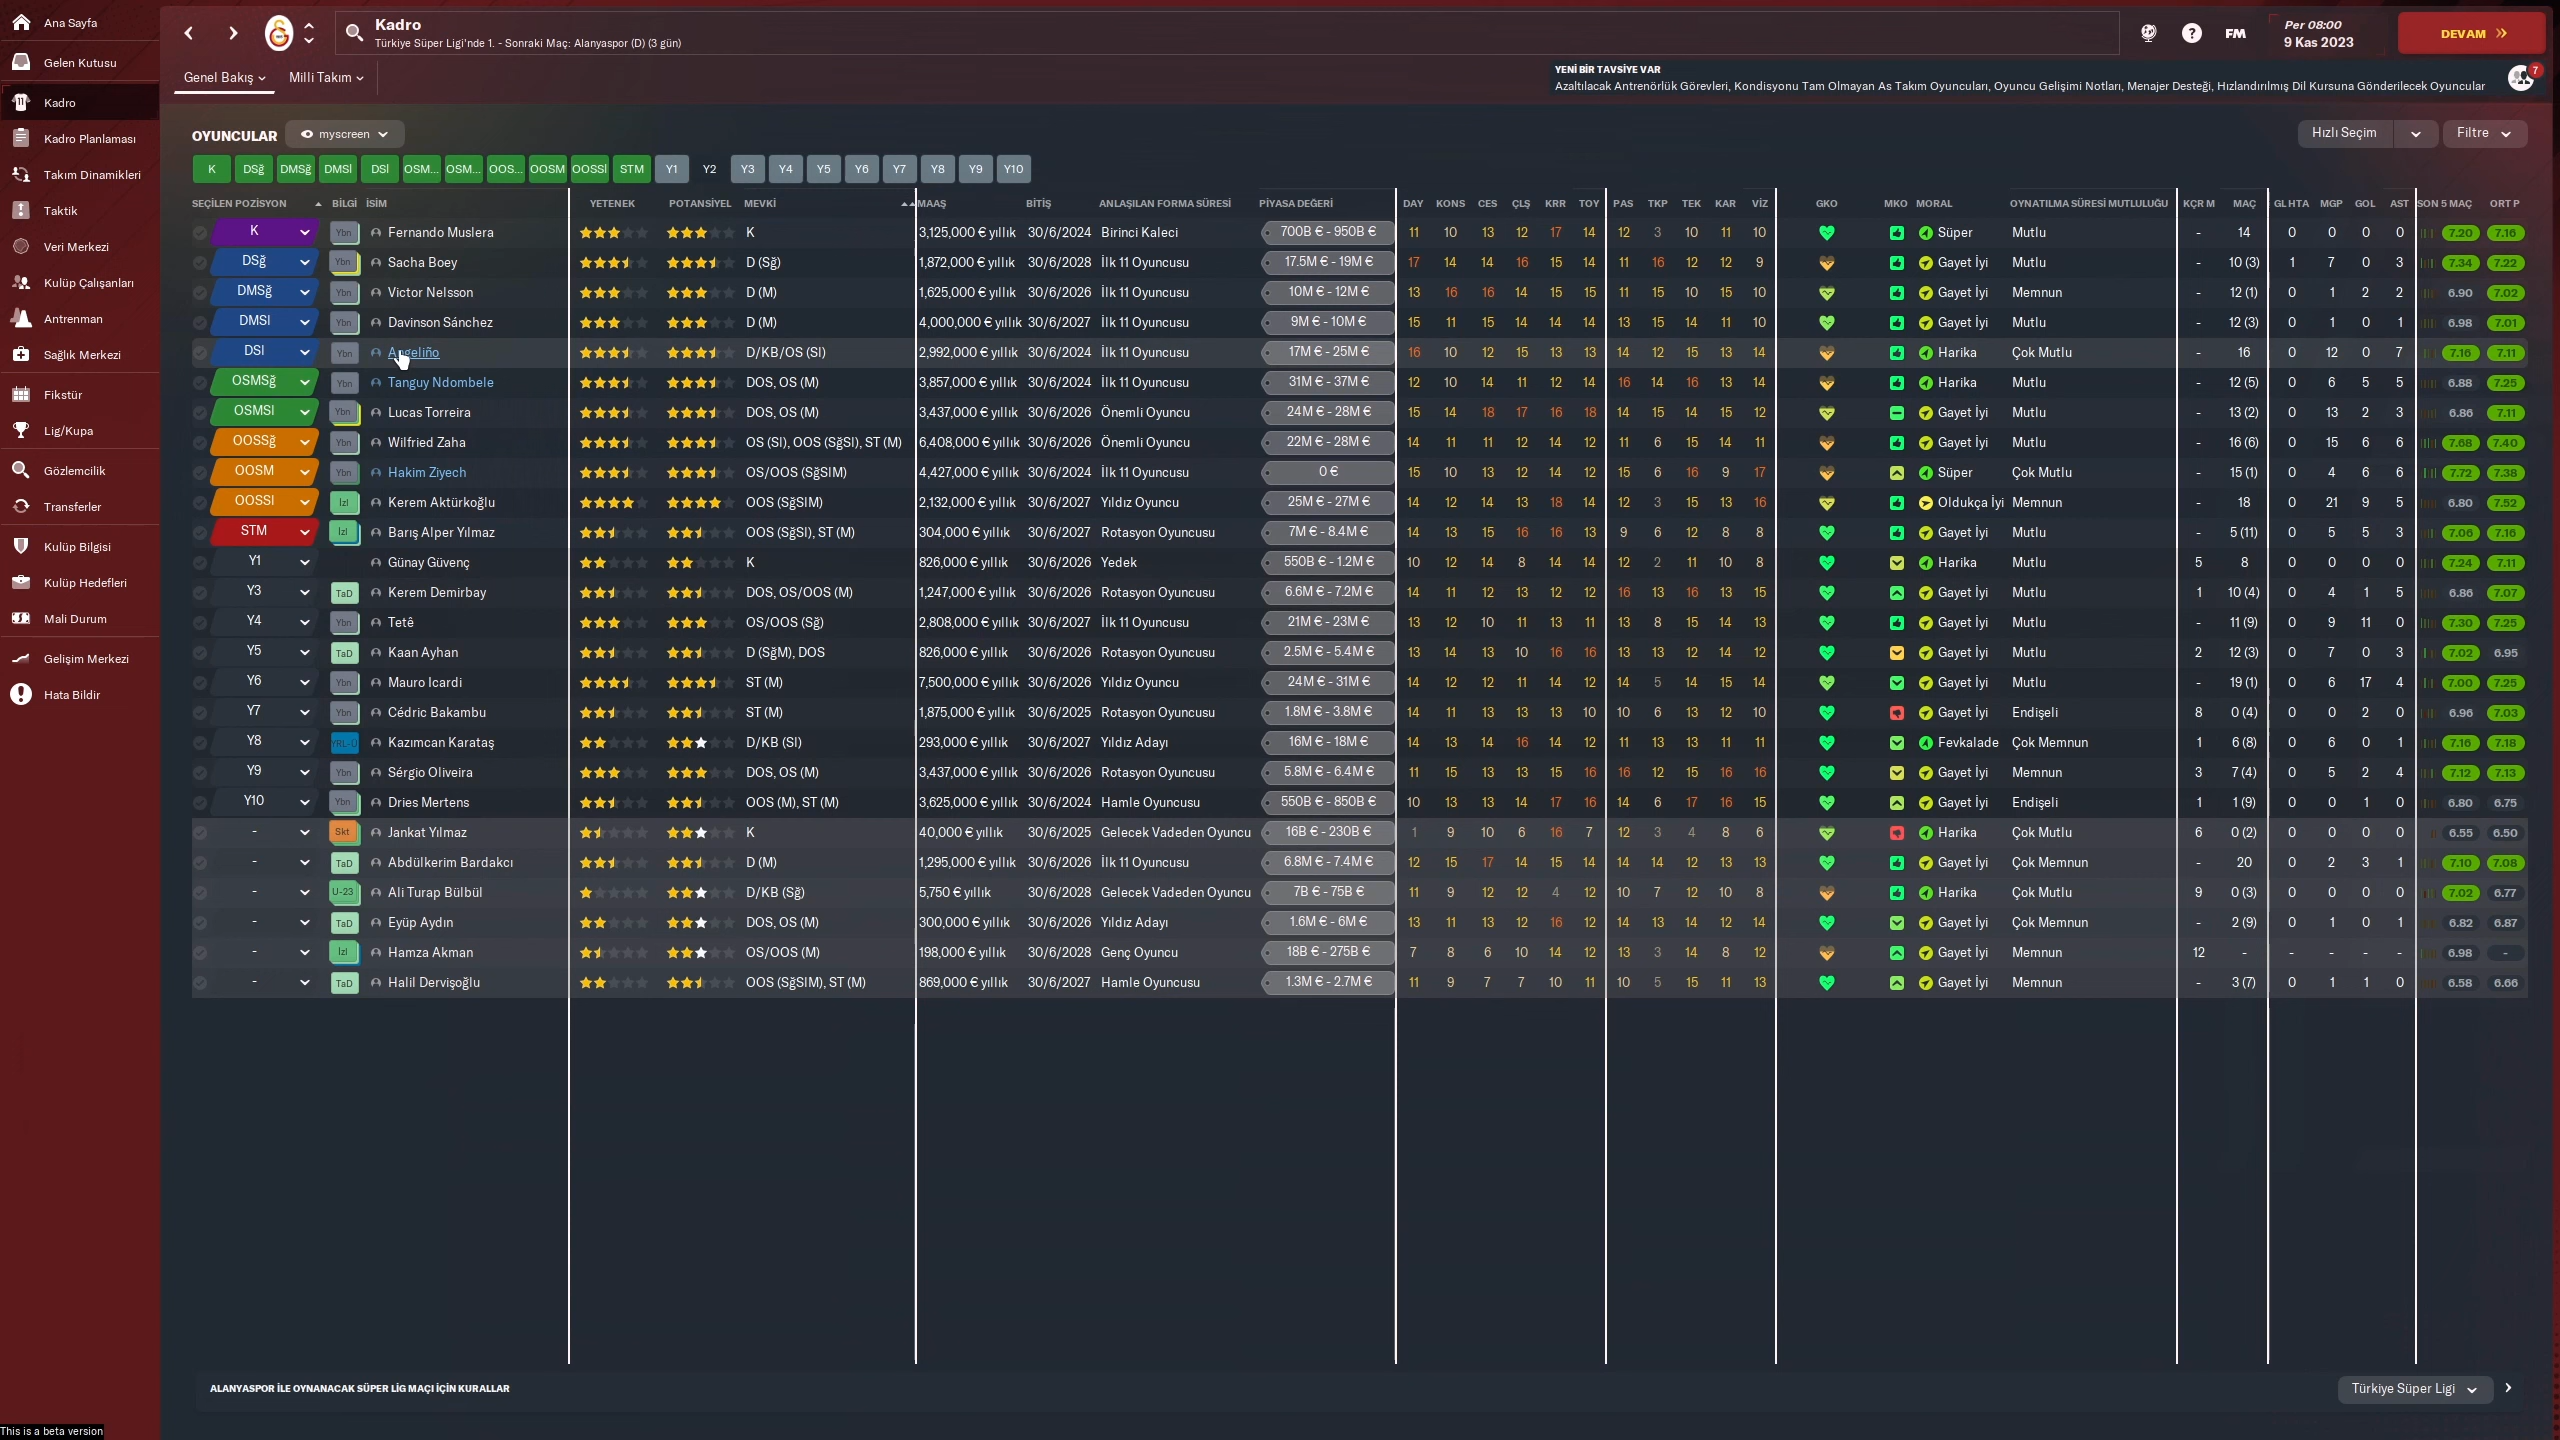 Ana Sayfa
Gelen Kutusu
Kadro
Kadro Planlaması
Takım Dinamikleri
Taktik
Veri Merkezi
Kulüp Çalışanları
Antrenman
Sağlık Merkezi
Fikstür
Lig/Kupa
Gözlemcilik
Transferler
Kulüp Bilgisi
Kulüp Hedefleri
Mali Durum
Gelişim Merkezi
Hata Bildir
This is a beta version
Kadro
Türkiye Süper Ligi'nde 1. - Sonraki Maç: Alanyaspor (D) (3 gün)
FM
Per 08:00
9 Kas 2023
DEVAM
Genel Bakış Milli Takım
YENİ BİR TAVSİYE VAR
Azaltılacak Antrenörlük Görevleri, Kondisyonu Tam Olmayan As Takım Oyuncuları, Oyuncu Gelişimi Notları, Menajer Desteği, Hızlandırılmış Dil Kursuna Gönderilecek Oyuncular
7
OYUNCULAR myscreen Hızlı Seçim Filtre
K DSğ DMSğ DMSl DSl OSM... OSM... OOS... OOSM OOSSl STM Y1 Y2 Y3 Y4 Y5 Y6 Y7 Y8 Y9 Y10
SEÇİLEN POZİSYON BİLGİ İSİM YETENEK POTANSİYEL MEVKİ MAAŞ BİTİŞ ANLAŞILAN FORMA SÜRESİ PİYASA DEĞERİ DAY KONS CES ÇLŞ KRR TOY PAS TKP TEK KAR VİZ GKO MKO MORAL OYNATILMA SÜRESİ MUTLULUĞU KÇR M MAÇ GL HTA MGP GOL AST SON 5 MAÇ ORT P
K Ybn Fernando Muslera K 3,125,000 € yıllık 30/6/2024 Birinci Kaleci 700B € - 950B € 11 10 13 12 17 14 12 3 10 11 10 Süper Mutlu - 14 0 0 0 0 7.20 7.16
DSğ Ybn Sacha Boey D (Sğ) 1,872,000 € yıllık 30/6/2028 İlk 11 Oyuncusu 17.5M € - 19M € 17 14 14 16 15 14 11 16 12 12 9 Gayet İyi Mutlu - 10 (3) 1 7 0 3 7.34 7.22
DMSğ Ybn Victor Nelsson D (M) 1,625,000 € yıllık 30/6/2026 İlk 11 Oyuncusu 10M € - 12M € 13 16 16 14 15 15 11 15 10 15 10 Gayet İyi Memnun - 12 (1) 0 1 2 2 6.90 7.02
DMSl Ybn Davinson Sánchez D (M) 4,000,000 € yıllık 30/6/2027 İlk 11 Oyuncusu 9M € - 10M € 15 11 15 14 14 14 13 15 14 11 10 Gayet İyi Mutlu - 12 (3) 0 1 0 1 6.98 7.01
DSl Ybn Angeliño D/KB/OS (Sl) 2,992,000 € yıllık 30/6/2024 İlk 11 Oyuncusu 17M € - 25M € 16 10 12 15 13 13 14 12 15 13 14 Harika Çok Mutlu - 16 0 12 0 7 7.16 7.11
OSMSğ Ybn Tanguy Ndombele DOS, OS (M) 3,857,000 € yıllık 30/6/2024 İlk 11 Oyuncusu 31M € - 37M € 12 10 14 11 12 14 16 14 16 13 14 Harika Mutlu - 12 (5) 0 6 5 5 6.88 7.25
OSMSl Ybn Lucas Torreira DOS, OS (M) 3,437,000 € yıllık 30/6/2026 Önemli Oyuncu 24M € - 28M € 15 14 18 17 16 18 14 15 14 15 12 Gayet İyi Mutlu - 13 (2) 0 13 2 3 6.86 7.11
OOSSğ Ybn Wilfried Zaha OS (Sl), OOS (SğSl), ST (M) 6,408,000 € yıllık 30/6/2026 Önemli Oyuncu 22M € - 28M € 14 11 11 12 14 12 11 6 15 14 11 Gayet İyi Mutlu - 16 (6) 0 15 6 6 7.68 7.40
OOSM Ybn Hakim Ziyech OS/OOS (SğSlM) 4,427,000 € yıllık 30/6/2024 İlk 11 Oyuncusu 0 € 15 10 13 12 14 12 15 6 16 9 17 Süper Çok Mutlu - 15 (1) 0 4 6 6 7.72 7.38
OOSSl İzl Kerem Aktürkoğlu OOS (SğSlM) 2,132,000 € yıllık 30/6/2027 Yıldız Oyuncu 25M € - 27M € 14 12 14 13 18 14 12 3 15 13 16 Oldukça İyi Memnun - 18 0 21 9 5 6.80 7.52
STM İzl Barış Alper Yılmaz OOS (SğSl), ST (M) 304,000 € yıllık 30/6/2027 Rotasyon Oyuncusu 7M € - 8.4M € 14 13 15 16 16 13 9 6 12 8 8 Gayet İyi Mutlu - 5 (11) 0 5 5 3 7.06 7.16
Y1 Günay Güvenç K 826,000 € yıllık 30/6/2026 Yedek 550B € - 1.2M € 10 12 14 8 14 14 12 2 11 10 8 Harika Mutlu 5 8 0 0 0 0 7.24 7.11
Y3 TaD Kerem Demirbay DOS, OS/OOS (M) 1,247,000 € yıllık 30/6/2026 Rotasyon Oyuncusu 6.6M € - 7.2M € 14 11 12 13 12 12 16 13 16 13 15 Gayet İyi Mutlu 1 10 (4) 0 4 1 5 6.86 7.07
Y4 Ybn Tetê OS/OOS (Sğ) 2,808,000 € yıllık 30/6/2027 İlk 11 Oyuncusu 21M € - 23M € 13 12 10 11 13 11 13 8 15 14 13 Gayet İyi Mutlu - 11 (9) 0 9 11 0 7.30 7.25
Y5 TaD Kaan Ayhan D (SğM), DOS 826,000 € yıllık 30/6/2026 Rotasyon Oyuncusu 2.5M € - 5.4M € 13 14 13 10 16 16 13 13 12 14 12 Gayet İyi Mutlu 2 12 (3) 0 7 0 3 7.02 6.95
Y6 Ybn Mauro Icardi ST (M) 7,500,000 € yıllık 30/6/2026 Yıldız Oyuncu 24M € - 31M € 14 12 12 11 14 12 14 5 14 15 14 Gayet İyi Mutlu - 19 (1) 0 6 17 4 7.00 7.25
Y7 Ybn Cédric Bakambu ST (M) 1,875,000 € yıllık 30/6/2025 Rotasyon Oyuncusu 1.8M € - 3.8M € 14 11 13 13 13 10 10 6 13 12 10 Gayet İyi Endişeli 8 0 (4) 0 0 2 0 6.96 7.03
Y8 YRL-Ü Kazımcan Karataş D/KB (Sl) 293,000 € yıllık 30/6/2027 Yıldız Adayı 16M € - 18M € 14 13 14 16 14 12 11 13 13 11 11 Fevkalade Çok Memnun 1 6 (8) 0 6 0 1 7.16 7.18
Y9 Ybn Sérgio Oliveira DOS, OS (M) 3,437,000 € yıllık 30/6/2026 Rotasyon Oyuncusu 5.8M € - 6.4M € 11 15 13 13 15 16 16 12 15 16 16 Gayet İyi Memnun 3 7 (4) 0 5 2 4 7.12 7.13
Y10 Ybn Dries Mertens OOS (M), ST (M) 3,625,000 € yıllık 30/6/2024 Hamle Oyuncusu 550B € - 850B € 10 13 13 14 17 16 14 6 17 16 15 Gayet İyi Endişeli 1 1 (9) 0 0 1 0 6.80 6.75
- Skt Jankat Yılmaz K 40,000 € yıllık 30/6/2025 Gelecek Vadeden Oyuncu 16B € - 230B € 1 9 10 6 16 7 12 3 4 8 6 Harika Çok Mutlu 6 0 (2) 0 0 0 0 6.55 6.50
- TaD Abdülkerim Bardakcı D (M) 1,295,000 € yıllık 30/6/2026 İlk 11 Oyuncusu 6.8M € - 7.4M € 12 15 17 14 15 14 14 14 12 13 13 Gayet İyi Çok Memnun - 20 0 2 3 1 7.10 7.08
- U-23 Ali Turap Bülbül D/KB (Sğ) 5,750 € yıllık 30/6/2028 Gelecek Vadeden Oyuncu 7B € - 75B € 11 9 12 12 4 12 10 7 12 10 8 Harika Çok Mutlu 9 0 (3) 0 0 0 0 7.02 6.77
- TaD Eyüp Aydın DOS, OS (M) 300,000 € yıllık 30/6/2026 Yıldız Adayı 1.6M € - 6M € 13 11 13 12 16 12 14 13 14 12 14 Gayet İyi Çok Memnun - 2 (9) 0 1 0 1 6.82 6.87
- İzl Hamza Akman OS/OOS (M) 198,000 € yıllık 30/6/2028 Genç Oyuncu 18B € - 275B € 7 8 6 10 14 12 13 3 14 8 12 Gayet İyi Memnun 12 - - - - - 6.98 -
- TaD Halil Dervişoğlu OOS (SğSlM), ST (M) 869,000 € yıllık 30/6/2027 Hamle Oyuncusu 1.3M € - 2.7M € 11 9 7 7 10 11 10 5 15 11 13 Gayet İyi Memnun - 3 (7) 0 1 1 0 6.58 6.66
ALANYASPOR İLE OYNANACAK SÜPER LİG MAÇI İÇİN KURALLAR Türkiye Süper Ligi